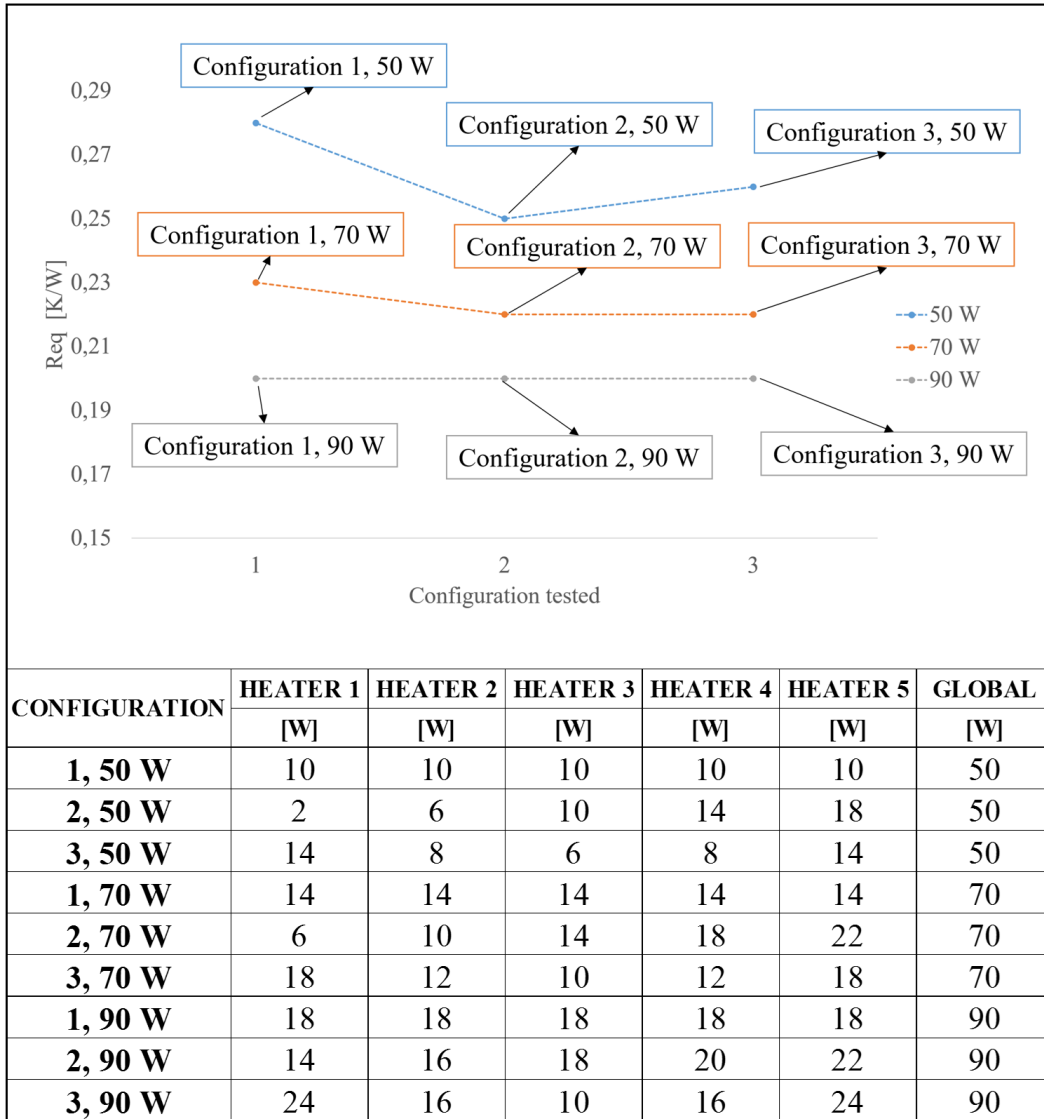 Configuration 1, 50 W
0,29
Configuration 2, 50 W
Configuration 3, 50 W
0,27
0,25
Configuration 1, 70 W
Configuration 2, 70 W
Configuration 3, 70 W
0,23
Req [K/W]
50 W
0,21
70 W
90 W
0,19
Configuration 1, 90 W
Configuration 2, 90 W
Configuration 3, 90 W
0,17
0,15
1 2 3
Configuration tested
CONFIGURATION HEATER 1 HEATER 2 HEATER 3 HEATER 4 HEATER 5 GLOBAL
[W] [W] [W] [W] [W] [W]
1, 50 W 10 10 10 10 10 50
2, 50 W 2 6 10 14 18 50
3, 50 W 14 8 6 8 14 50
1, 70 W 14 14 14 14 14 70
2, 70 W 6 10 14 18 22 70
3, 70 W 18 12 10 12 18 70
1, 90 W 18 18 18 18 18 90
2, 90 W 14 16 18 20 22 90
3, 90 W 24 16 10 16 24 90